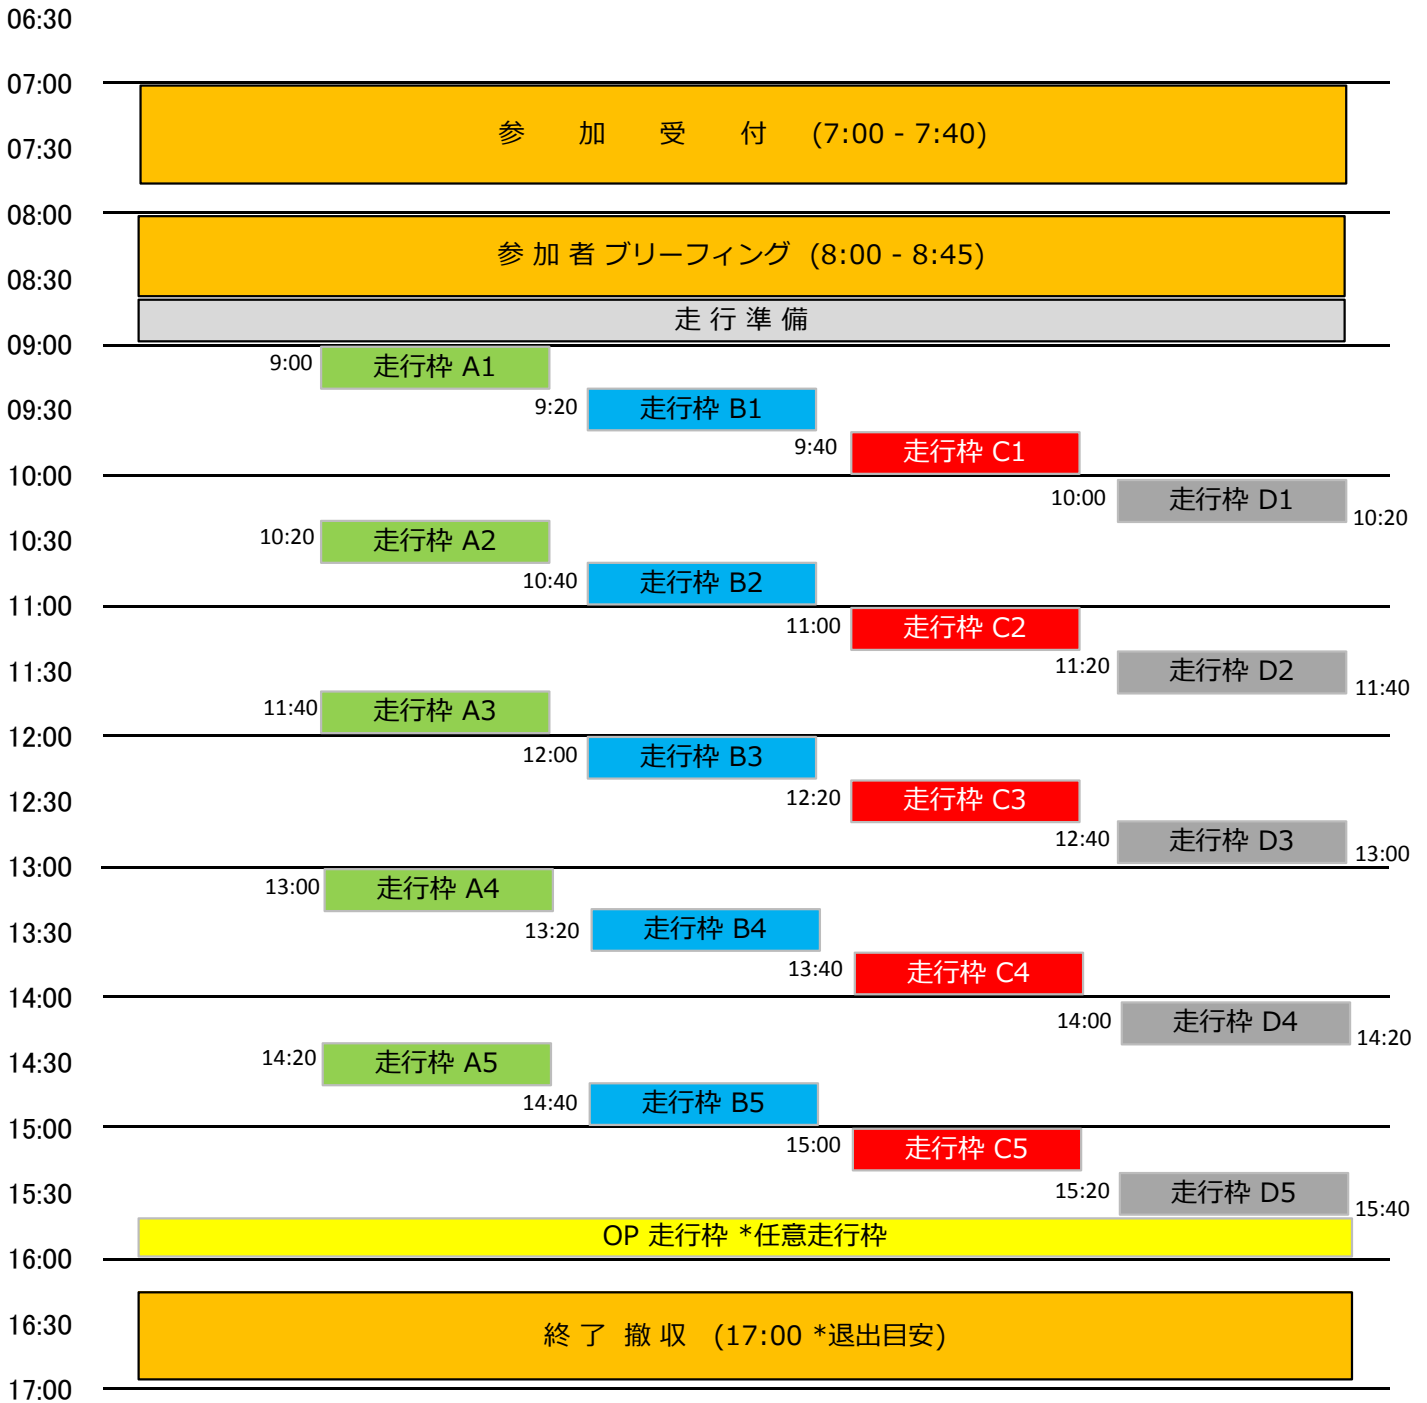 06:30
07:00
参 加 受 付 (7:00 - 7:40)
07:30
08:00
参 加 者 ブリーフィング (8:00 - 8:45)
08:30
走 行 準 備
09:00
9:00 走行枠 A1
09:30
9:20 走行枠 B1
9:40 走行枠 C1
10:00
10:00 走行枠 D1 10:20
10:30
10:20 走行枠 A2
10:40 走行枠 B2
11:00
11:00 走行枠 C2
11:30
11:20 走行枠 D2 11:40
11:40 走行枠 A3
12:00
12:00 走行枠 B3
12:30
12:20 走行枠 C3
12:40 走行枠 D3 13:00
13:00
13:00 走行枠 A4
13:30
13:20 走行枠 B4
13:40 走行枠 C4
14:00
14:00 走行枠 D4 14:20
14:30
14:20 走行枠 A5
14:40 走行枠 B5
15:00
15:00 走行枠 C5
15:30
15:20 走行枠 D5 15:40
OP 走行枠 *任意走行枠
16:00
16:30
終 了 撤 収 (17:00 *退出目安)
17:00